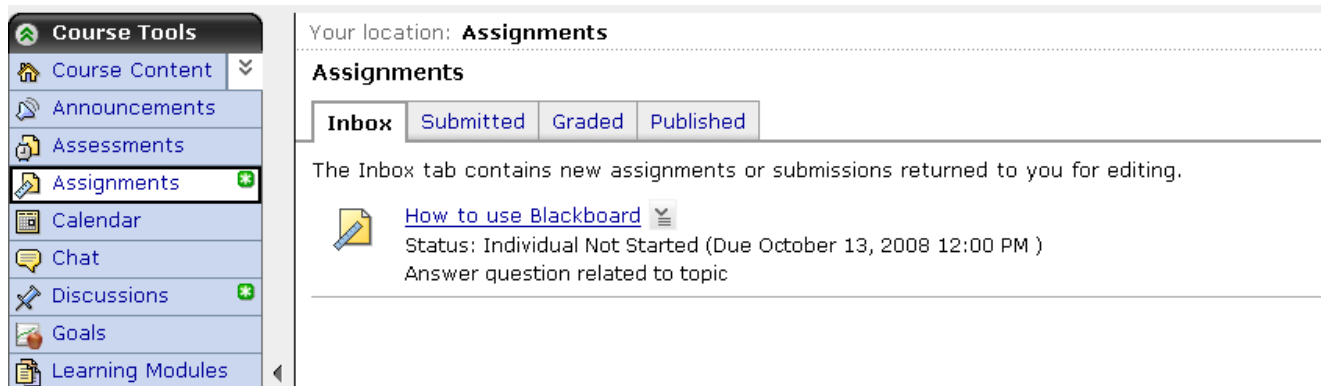 Course Tools
Course Content
Announcements
Assessments
Assignments
Calendar
Chat
Discussions
Goals
Learning Modules
Your location: Assignments
Assignments
Inbox Submitted Graded Published
The Inbox tab contains new assignments or submissions returned to you for editing.
How to use Blackboard
Status: Individual Not Started (Due October 13, 2008 12:00 PM )
Answer question related to topic